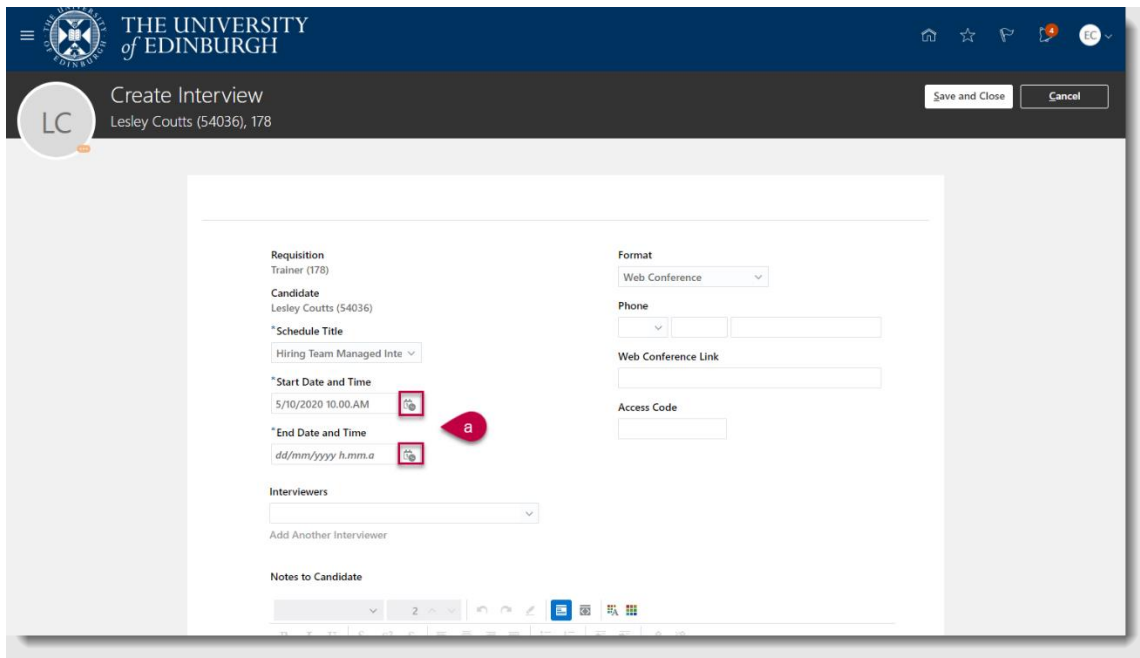 THE UNIVERSITY
of EDINBURGH
4
EC
Create Interview
Save and Close
Cancel
LC
Lesley Coutts (54036), 178
Requisition
Trainer (178)
Candidate
Lesley Coutts (54036)
*Schedule Title
Hiring Team Managed Inte
*Start Date and Time
5/10/2020 10.00.AM
a
*End Date and Time
dd/mm/yyyy h.mm.a
Interviewers
Add Another Interviewer
Format
Web Conference
Phone
Web Conference Link
Access Code
Notes to Candidate
2